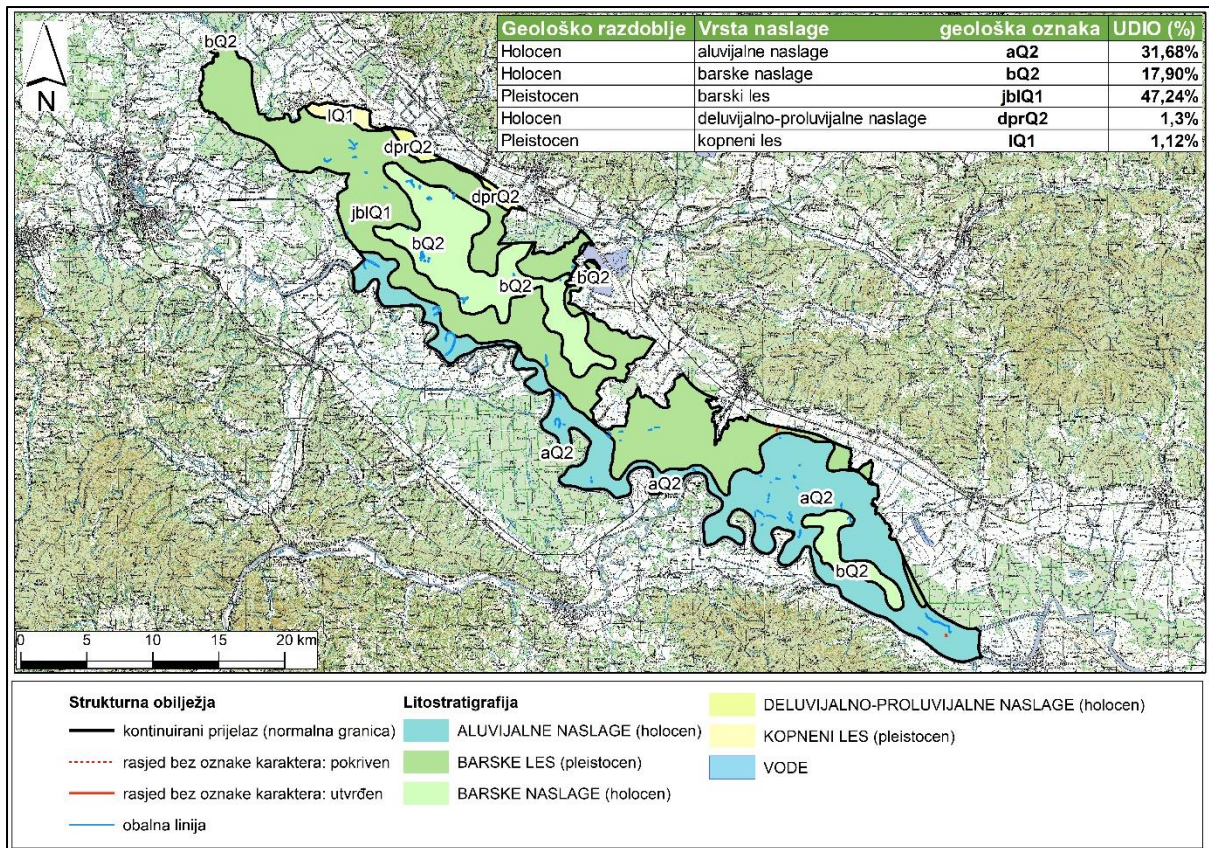 Geološko razdoblje Vrsta naslage geološka oznaka UDIO (%)
Holocen aluvijalne naslage aQ2 31,68%
Holocen barske naslage bQ2 17,90%
Pleistocen barski les jblQ1 47,24%
Holocen deluvijalno-proluvijalne naslage dprQ2 1,3%
Pleistocen kopneni les lQ1 1,12%
N
bQ2
lQ1
dprQ2
dprQ2
jblQ1
bQ2
bQ2
bQ2
aQ2
aQ2
aQ2
bQ2
0 5 10 15 20 km
Strukturna obilježja
kontinuirani prijelaz (normalna granica)
rasjed bez oznake karaktera: pokriven
rasjed bez oznake karaktera: utvrđen
obalna linija
Litostratigrafija
ALUVIJALNE NASLAGE (holocen)
BARSKE LES (pleistocen)
BARSKE NASLAGE (holocen)
DELUVIJALNO-PROLUVIJALNE NASLAGE (holocen)
KOPNENI LES (pleistocen)
VODE